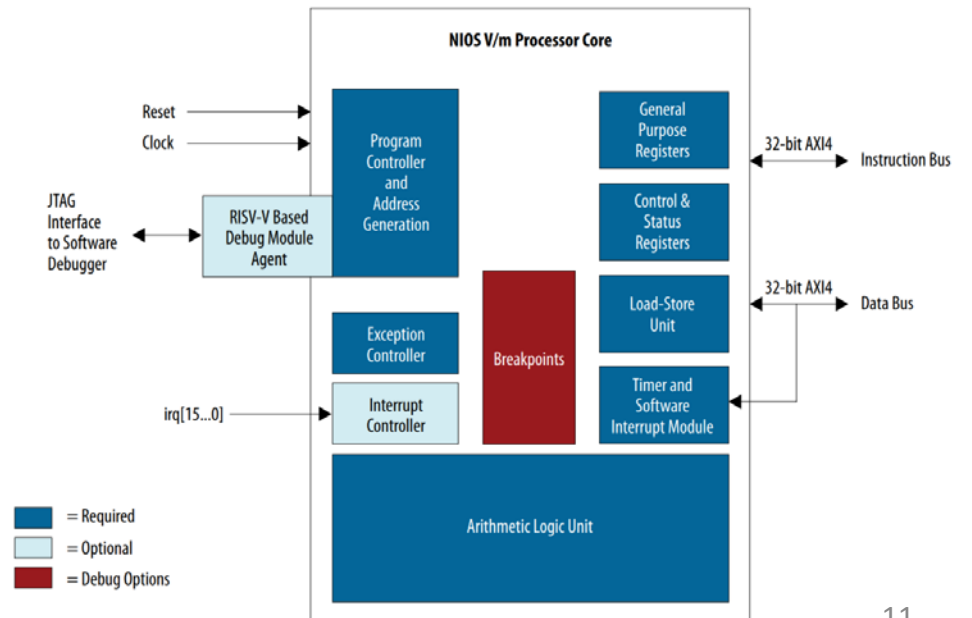 NIOS V/m Processor Core
Reset
Clock
JTAG
Interface
to Software
Debugger
RISV-V Based
Debug Module
Agent
Program
Controller
and
Address
Generation
General
Purpose
Registers
32-bit AXI4
Instruction Bus
Control &
Status
Registers
32-bit AXI4
Data Bus
Load-Store
Unit
Exception
Controller
Breakpoints
Timer and
Software
Interrupt Module
irq[15...0]
Interrupt
Controller
Arithmetic Logic Unit
= Required
= Optional
= Debug Options
11